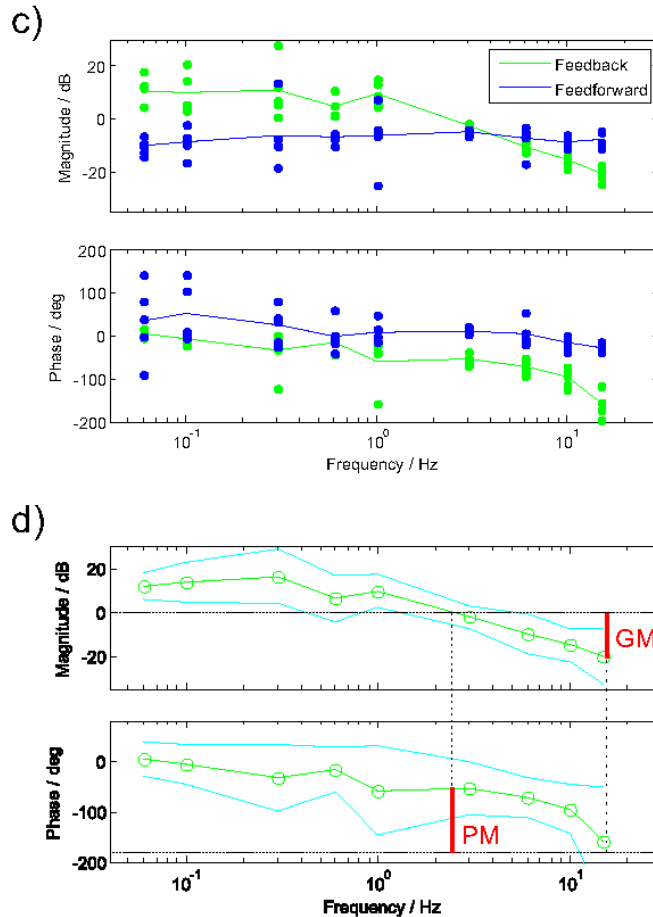 c)
Magnitude / dB
20
0
-20
Feedback
Feedforward
Phase / deg
200
100
0
-100
-200
10^-1
10^0
10^1
Frequency / Hz
d)
Magnitude / dB
20
0
-20
GM
Phase / deg
0
-100
-200
PM
10^-1
10^0
10^1
Frequency / Hz